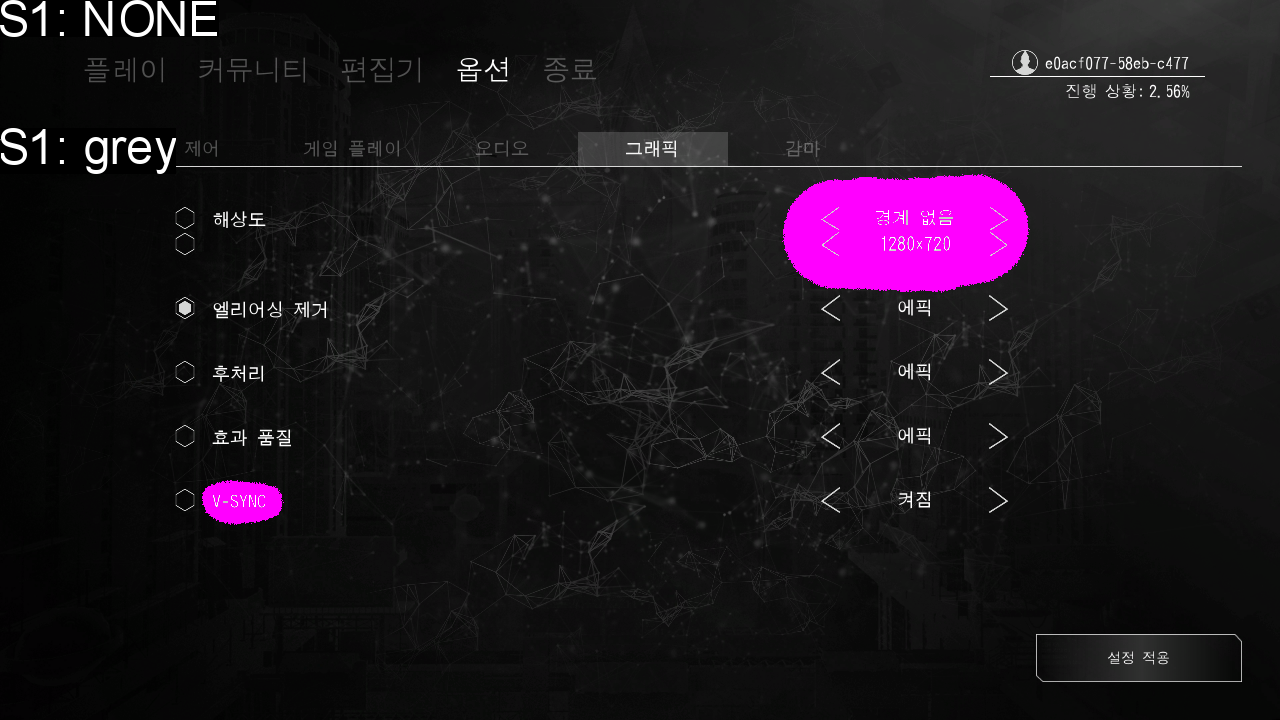 S1: NONE
플레이 커뮤니티 편집기 옵션 종료
e0acf077-58eb-c477
진행 상황: 2.56%
S1: grey
제어 게임 플레이 오디오 그래픽 감마
해상도 경계 없음
1280x720
엘리어싱 제거 에픽
후처리 에픽
효과 품질 에픽
V-SYNC 켜짐
설정 적용